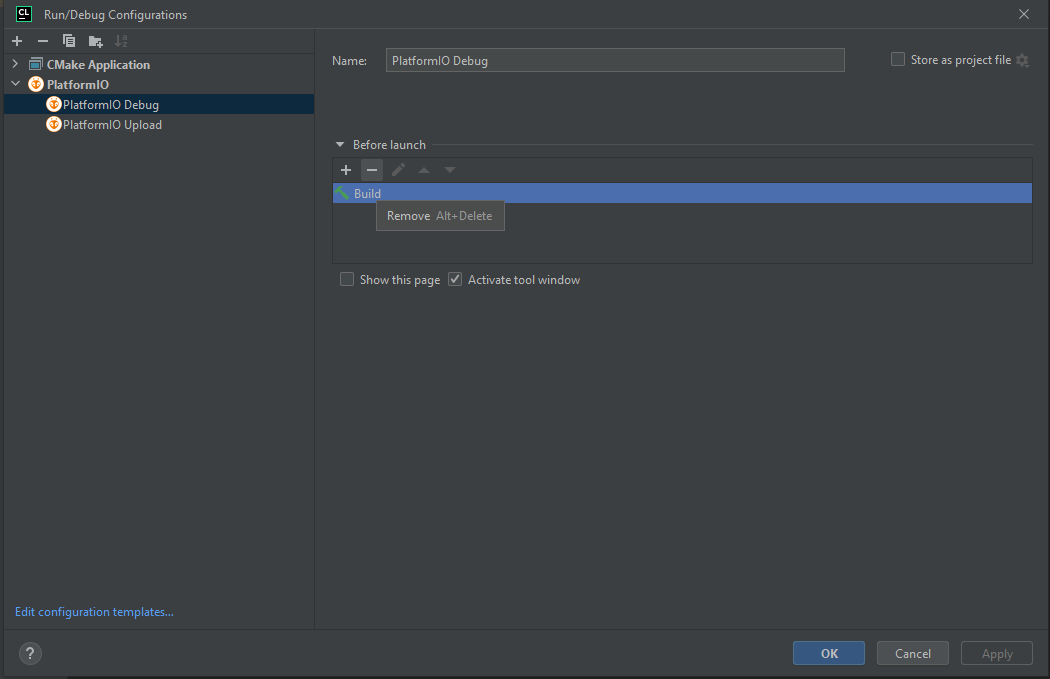 CL Run/Debug Configurations
CMake Application
PlatformIO
PlatformIO Debug
PlatformIO Upload
Edit configuration templates...
Name: PlatformIO Debug Store as project file
Before launch
Build
Remove Alt+Delete
Show this page Activate tool window
? OK Cancel Apply